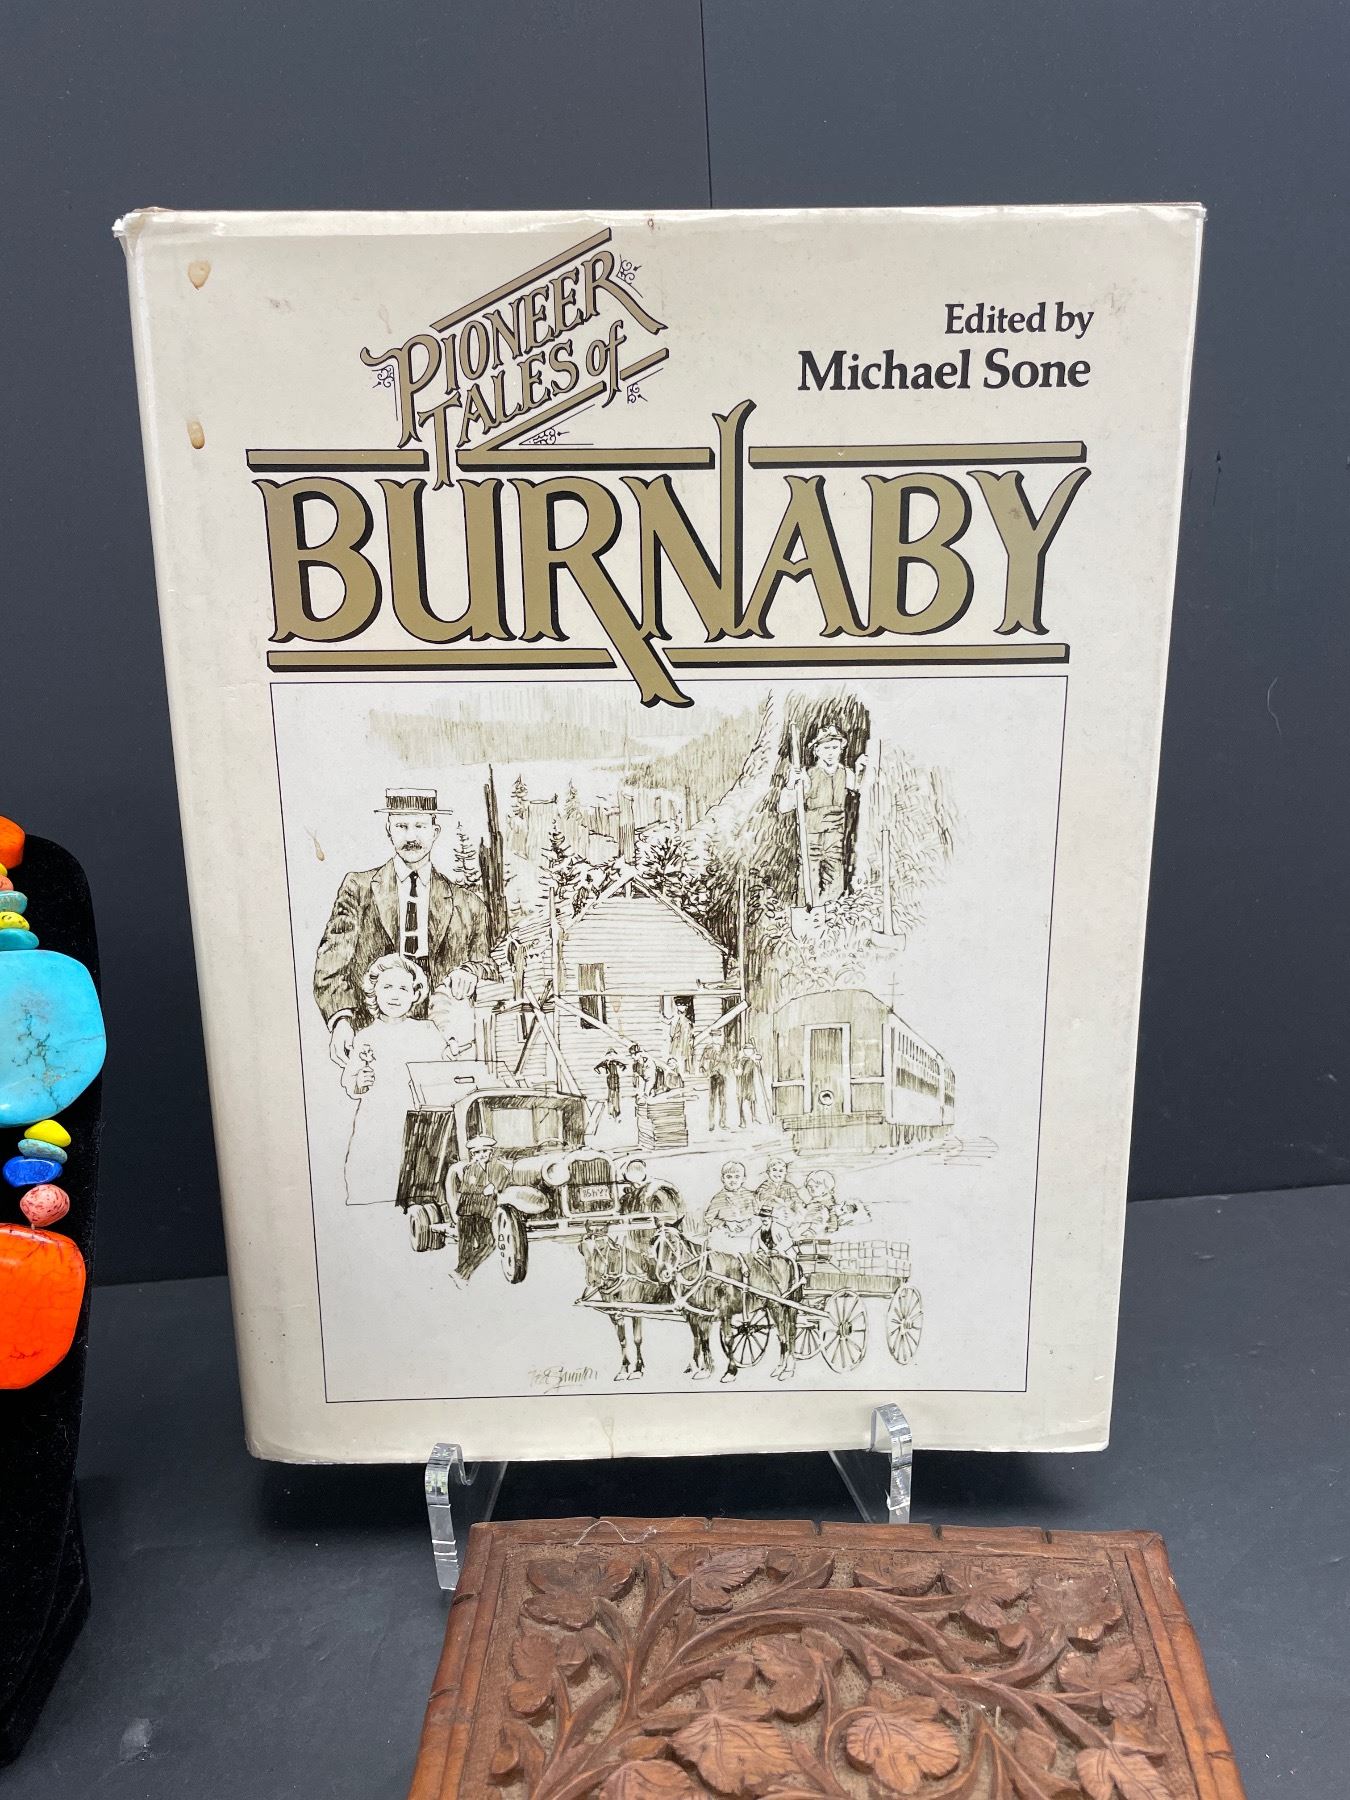 PIONEER
TALES of
BURNABY
Edited by
Michael Sone